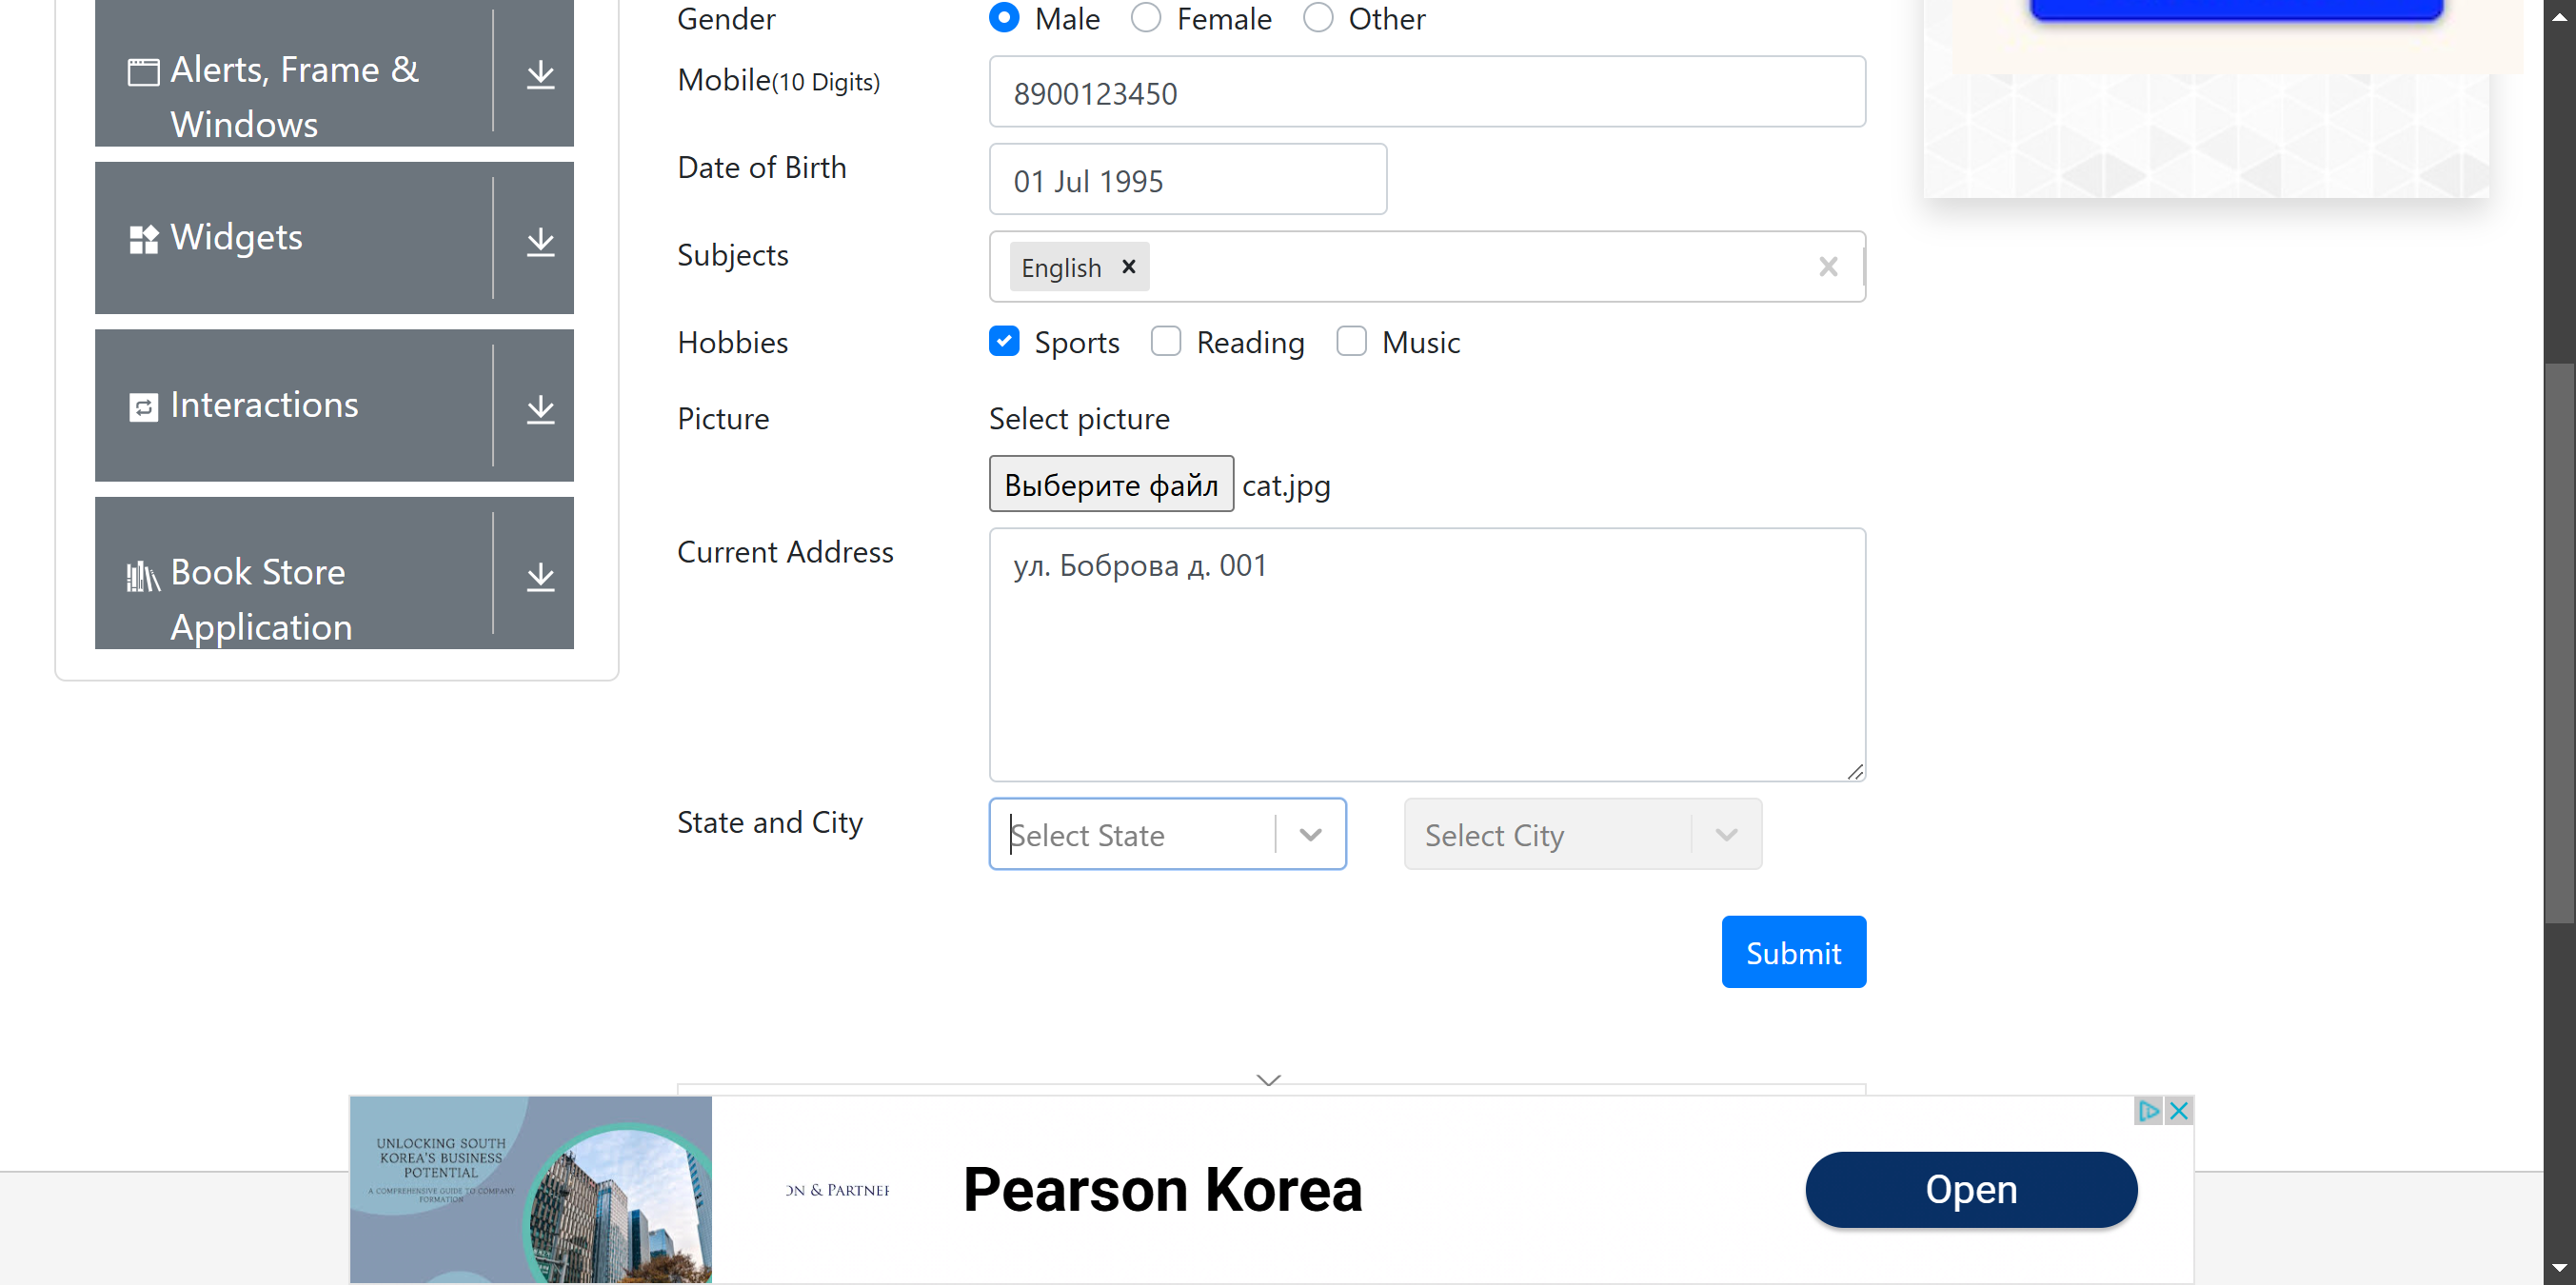 Alerts, Frame &
Windows
Widgets
Interactions
Book Store
Application
Gender
Male
Female
Other
Mobile(10 Digits)
8900123450
Date of Birth
01 Jul 1995
Subjects
English
Hobbies
Sports
Reading
Music
Picture
Select picture
Выберите файл cat.jpg
Current Address
ул. Боброва д. 001
State and City
Select State
Select City
Submit
UNLOCKING SOUTH
KOREA'S BUSINESS
POTENTIAL
A COMPREHENSIVE GUIDE TO COMPANY
FORMATION
ON & PARTNER
Pearson Korea
Open